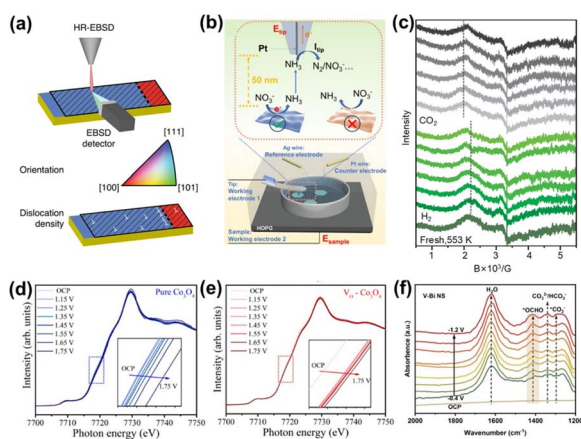 (a)
HR-EBSD
EBSD
detector
Orientation
[111]
[100]
[101]
Dislocation
density
(b)
E_tip
e⁻
Pt
I_tip
NH₃
N₂/NO₃⁻...
50 nm
NO₃⁻
e⁻
NH₃
NH₃
NO₃⁻
Ag wire:
Reference electrode
Pt wire:
Counter electrode
Tip:
Working
electrode 1
HOPG
Sample:
Working electrode 2
E_sample
(c)
Intensity
CO₂
H₂
Fresh,553 K
0
1
2
3
4
5
B×10³/G
(d)
Pure Co₃O₄
OCP
1.15 V
1.25 V
1.35 V
1.45 V
1.55 V
1.65 V
1.75 V
OCP
1.75 V
Intensity (arb. units)
7700
7710
7720
7730
7740
7750
Photon energy (eV)
(e)
V_O - Co₃O₄
OCP
1.15 V
1.25 V
1.35 V
1.45 V
1.55 V
1.65 V
1.75 V
OCP
1.75 V
Intensity (arb. units)
7700
7710
7720
7730
7740
7750
Photon energy (eV)
(f)
V-Bi NS
H₂O
CO₃²⁻/HCO₃⁻
*OCHO
*CO₂⁻
-1.2 V
-0.4 V
OCP
Absorbance (a.u.)
2000
1800
1600
1400
1200
Wavenumber (cm⁻¹)